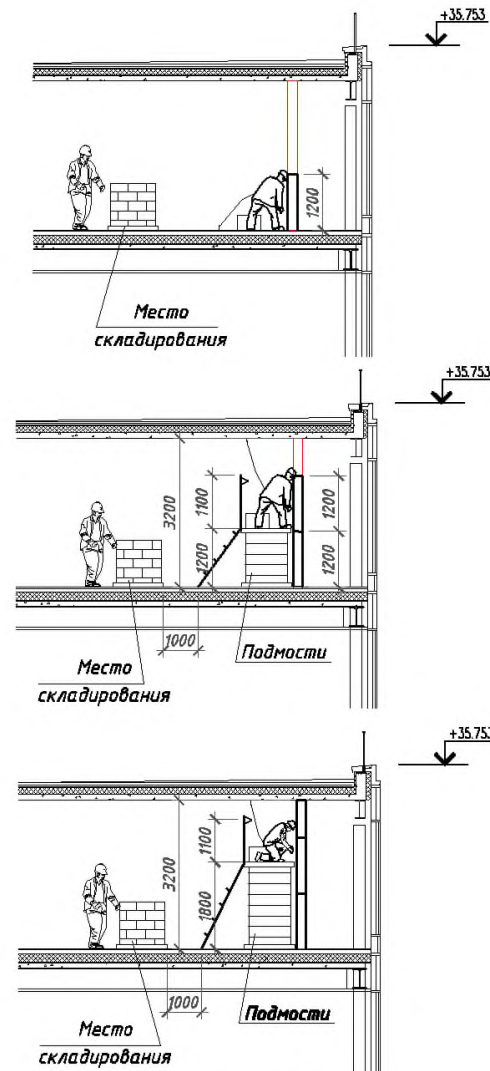 +35.753
1200
Место
складирования
+35.753
3200
1100
1200
1200
1200
1000
Подмости
Место
складирования
+35.753
3200
1100
1800
1000
Подмости
Место
складирования